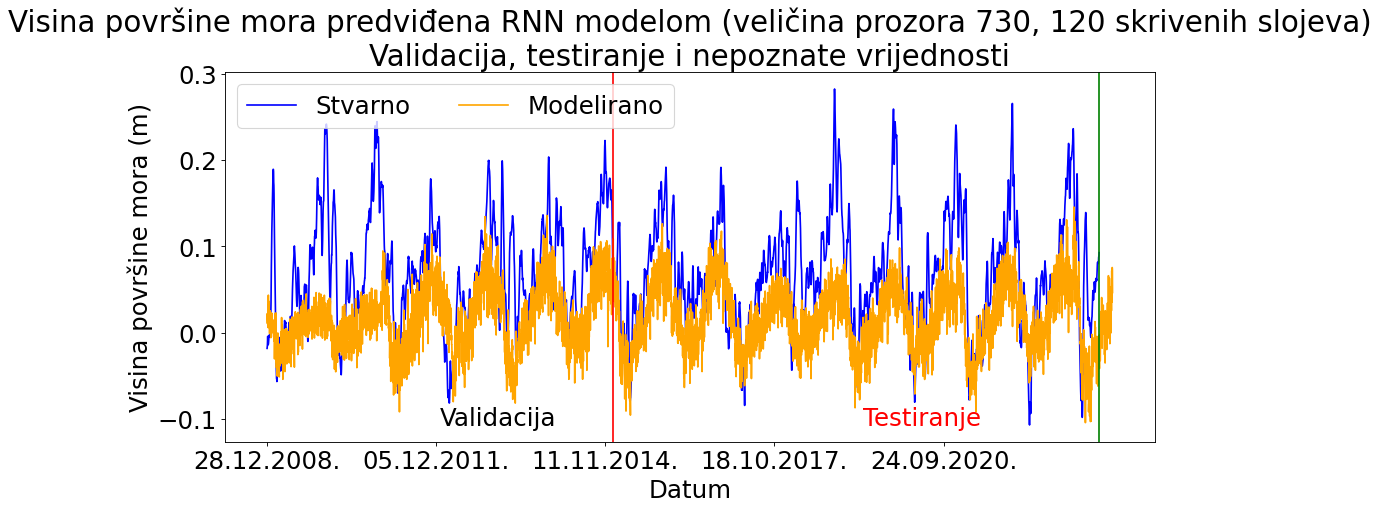 Visina površine mora predviđena RNN modelom (veličina prozora 730, 120 skrivenih slojeva)
Validacija, testiranje i nepoznate vrijednosti
Stvarno
Modelirano
Visina površine mora (m)
0.3
0.2
0.1
0.0
−0.1
Validacija
Testiranje
28.12.2008.
05.12.2011.
11.11.2014.
18.10.2017.
24.09.2020.
Datum